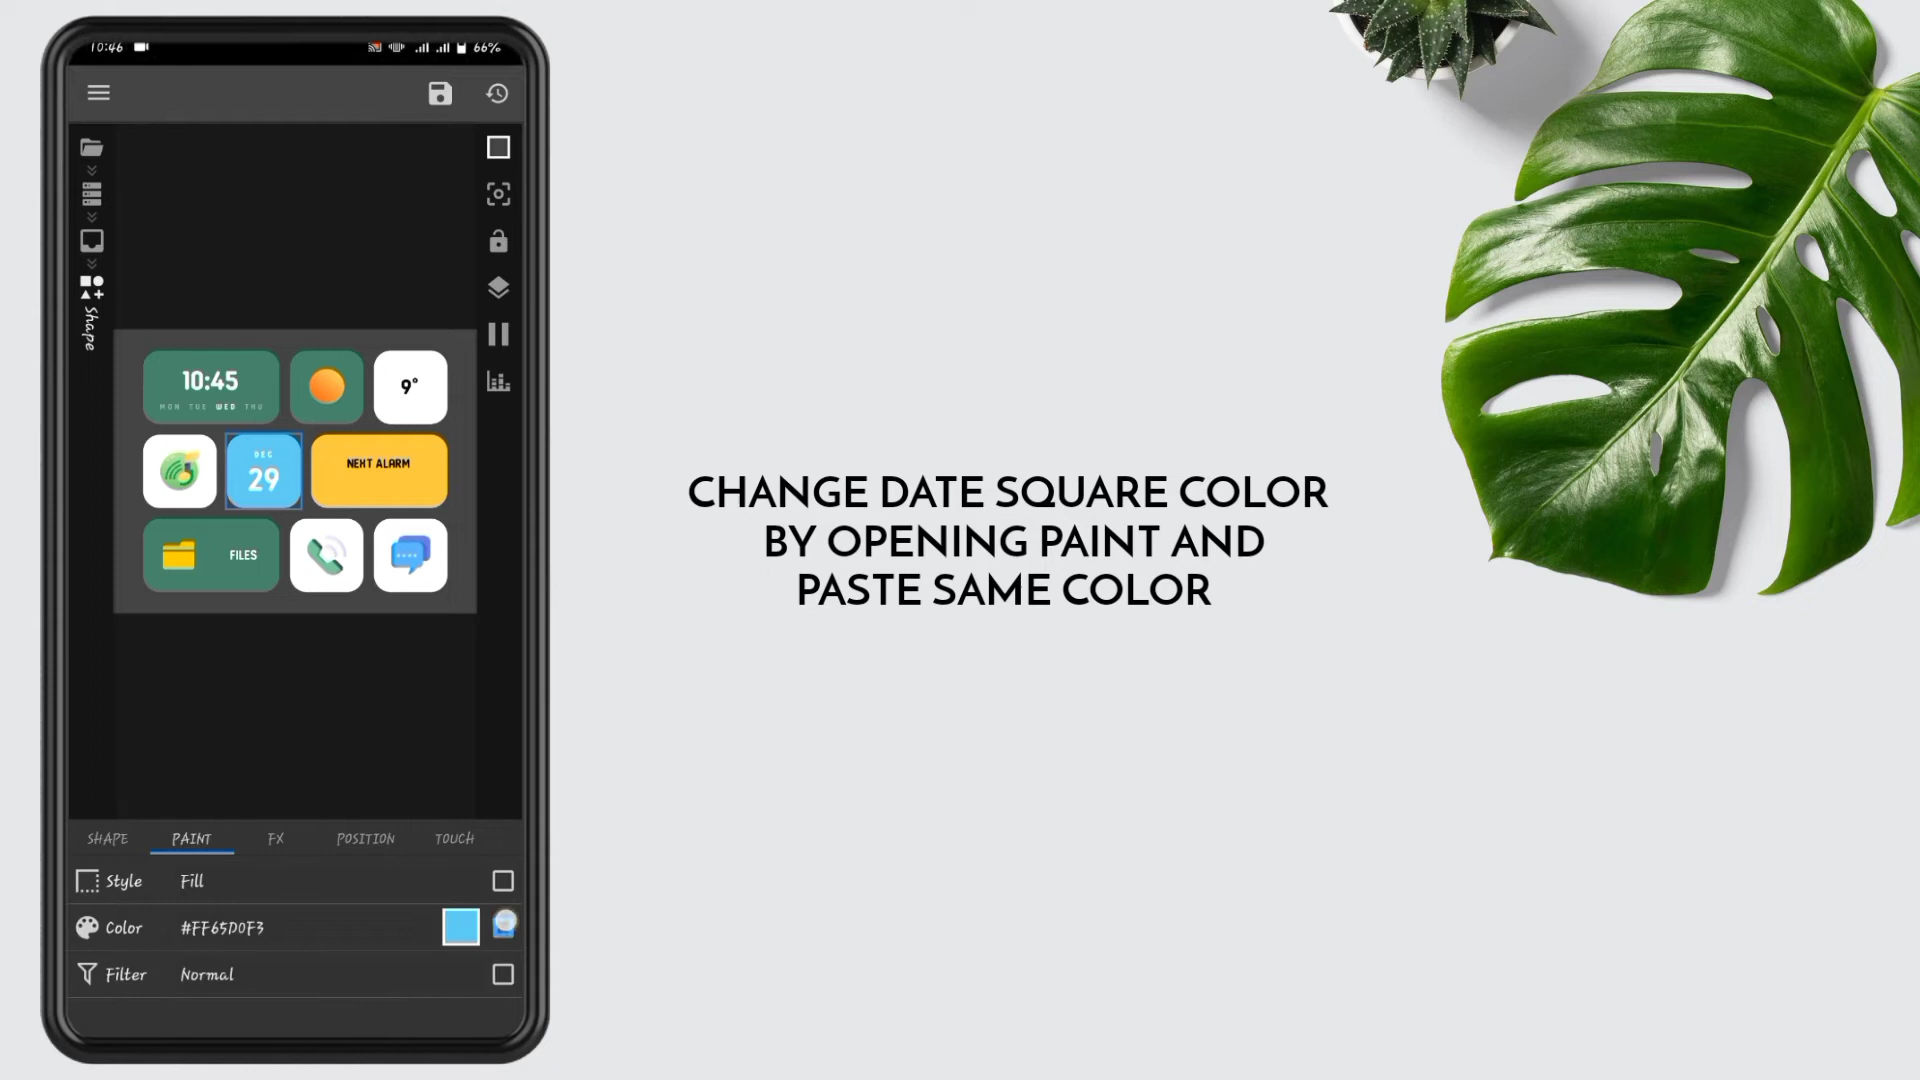 10:46
66%
Shape
10:45
MON TUE WED THU
9°
DEC
29
NEXT ALARM
FILES
SHAPE PAINT FX POSITION TOUCH
Style Fill
Color #FF65D0F3
Filter Normal
CHANGE DATE SQUARE COLOR
BY OPENING PAINT AND
PASTE SAME COLOR